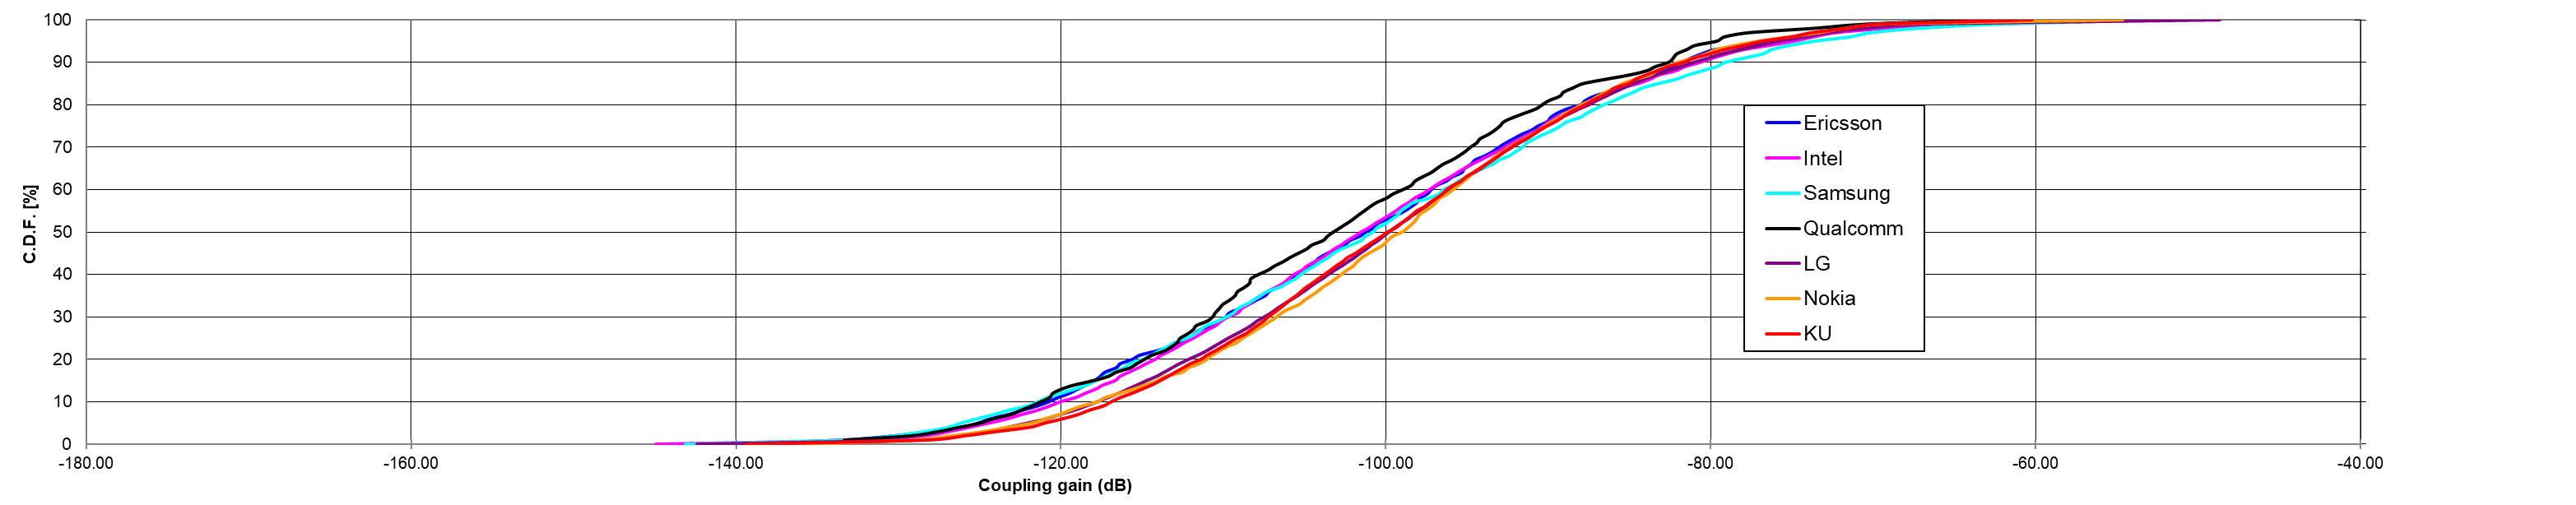 C.D.F. [%]
100
90
80
70
60
50
40
30
20
10
0
-180.00 -160.00 -140.00 -120.00 -100.00 -80.00 -60.00 -40.00
Coupling gain (dB)
Ericsson
Intel
Samsung
Qualcomm
LG
Nokia
KU